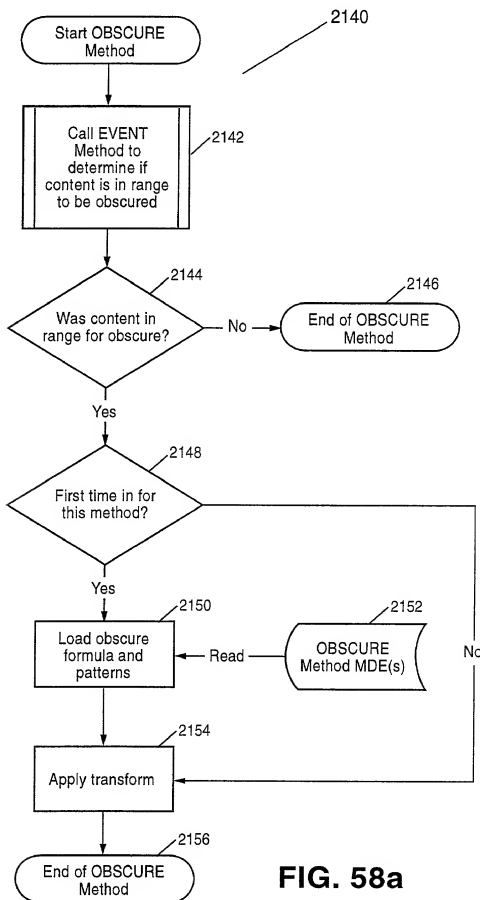 2140
Start OBSCURE
Method
Call EVENT
Method to
determine if
content is in range
to be obscured
2142
2144
Was content in
range for obscure?
No
2146
End of OBSCURE
Method
Yes
2148
First time in for
this method?
Yes
No
2150
Load obscure
formula and
patterns
Read
2152
OBSCURE
Method MDE(s)
2154
Apply transform
2156
End of OBSCURE
Method
FIG. 58a